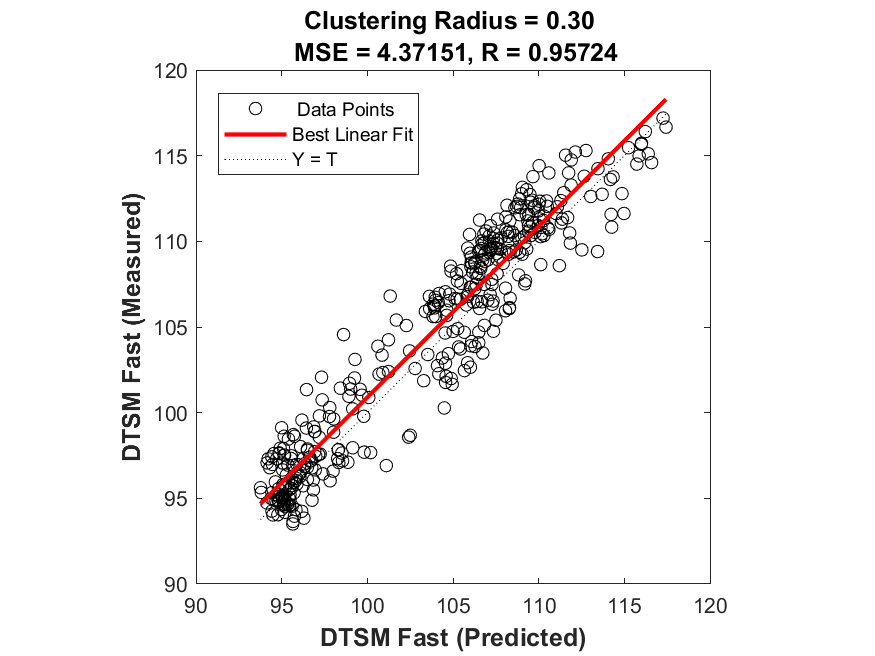 Clustering Radius = 0.30
MSE = 4.37151, R = 0.95724
120
115
110
105
100
95
90
DTSM Fast (Measured)
Data Points
Best Linear Fit
Y = T
90 95 100 105 110 115 120
DTSM Fast (Predicted)